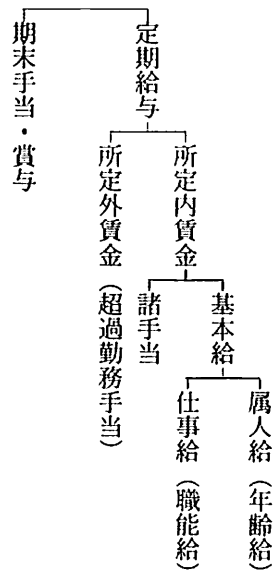 定期給与
所定内賃金
基本給
属人給（年齢給）
仕事給（職能給）
諸手当
所定外賃金（超過勤務手当）
期末手当・賞与